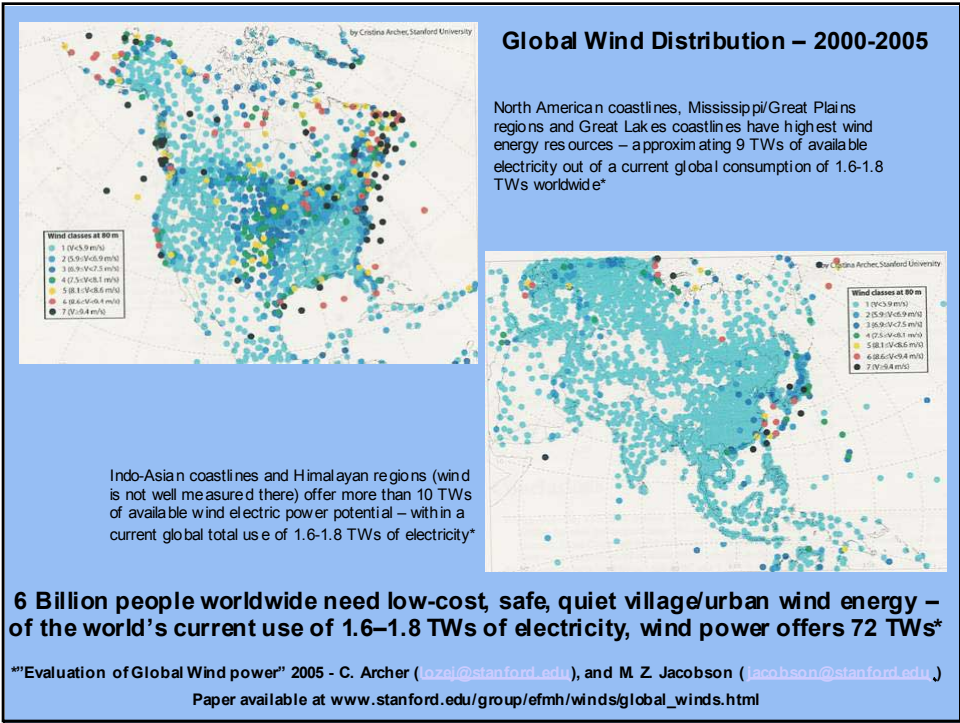 by Cristina Archer, Stanford University
Global Wind Distribution – 2000-2005
North American coastlines, Mississippi/Great Plains
regions and Great Lakes coastlines have highest wind
energy resources – approximating 9 TWs of available
electricity out of a current global consumption of 1.6-1.8
TWs worldwide*
Wind classes at 80 m
1 (V<5.9 m/s)
2 (5.9≤V<6.9 m/s)
3 (6.9≤V<7.5 m/s)
4 (7.5≤V<8.1 m/s)
5 (8.1≤V<8.6 m/s)
6 (8.6≤V<9.4 m/s)
7 (V≥9.4 m/s)
by Cristina Archer, Stanford University
Wind classes at 80 m
1 (V<5.9 m/s)
2 (5.9≤V<6.9 m/s)
3 (6.9≤V<7.5 m/s)
4 (7.5≤V<8.1 m/s)
5 (8.1≤V<8.6 m/s)
6 (8.6≤V<9.4 m/s)
7 (V≥9.4 m/s)
Indo-Asian coastlines and Himalayan regions (wind
is not well measured there) offer more than 10 TWs
of available wind electric power potential – within a
current global total use of 1.6-1.8 TWs of electricity*
6 Billion people worldwide need low-cost, safe, quiet village/urban wind energy –
of the world's current use of 1.6–1.8 TWs of electricity, wind power offers 72 TWs*
*"Evaluation of Global Wind power" 2005 - C. Archer (lozej@stanford.edu), and M. Z. Jacobson (jacobson@stanford.edu,)
Paper available at www.stanford.edu/group/efmh/winds/global_winds.html